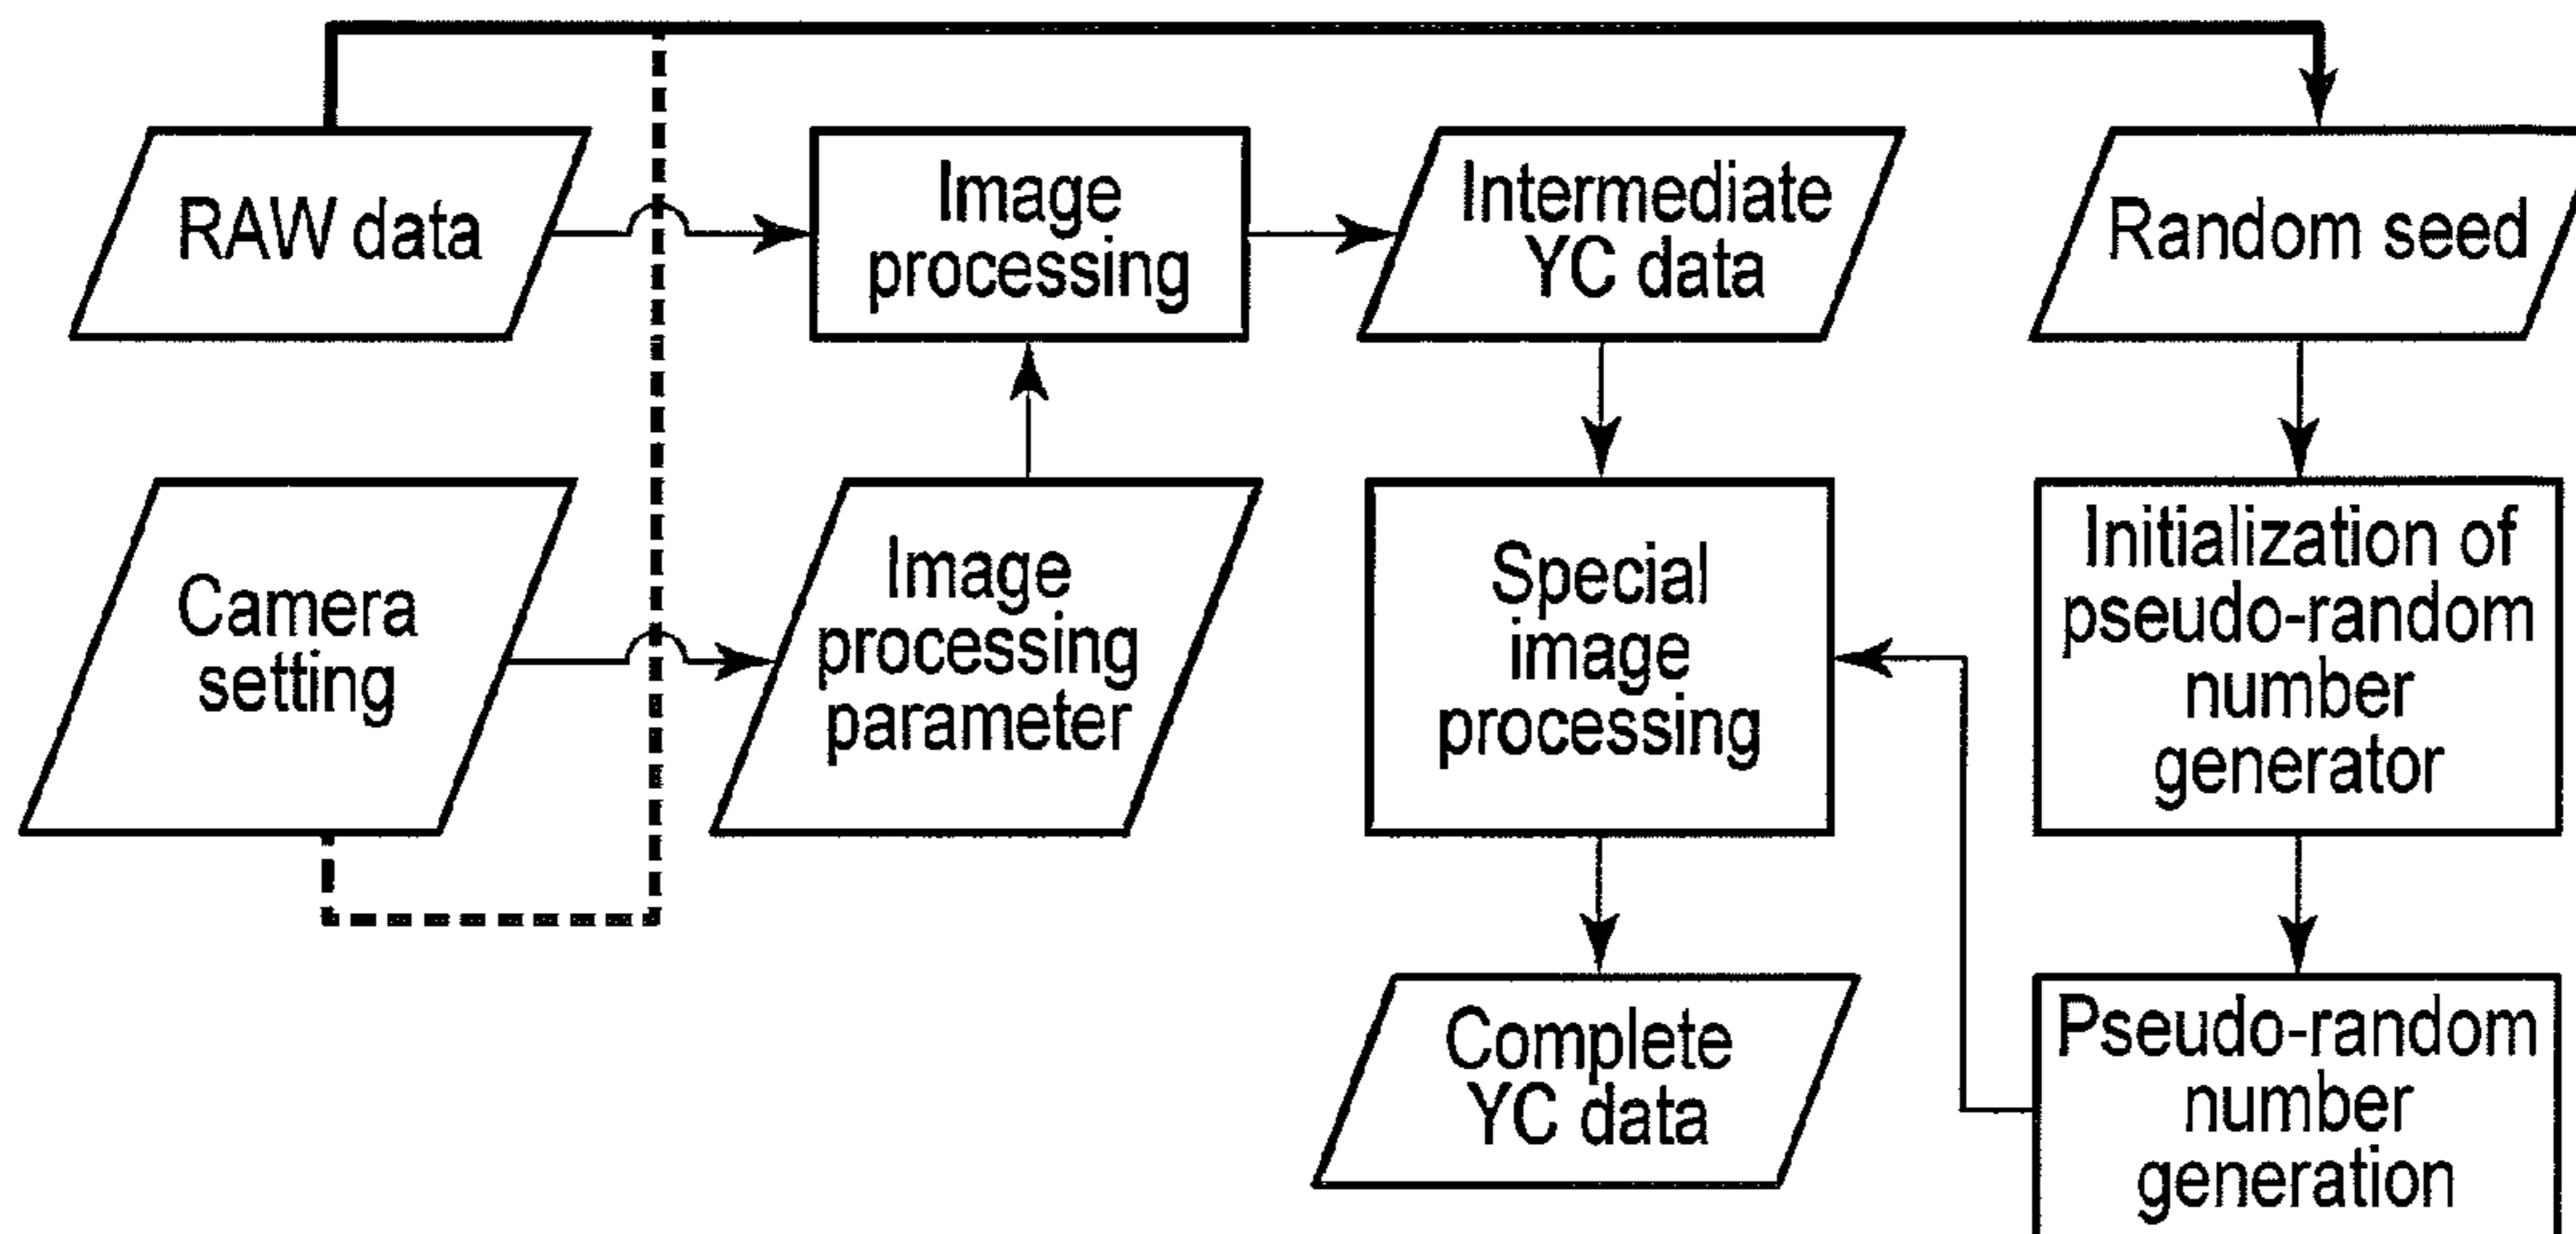 RAW data
Image
processing
Intermediate
YC data
Random seed
Camera
setting
Image
processing
parameter
Special
image
processing
Initialization of
pseudo-random
number
generator
Complete
YC data
Pseudo-random
number
generation